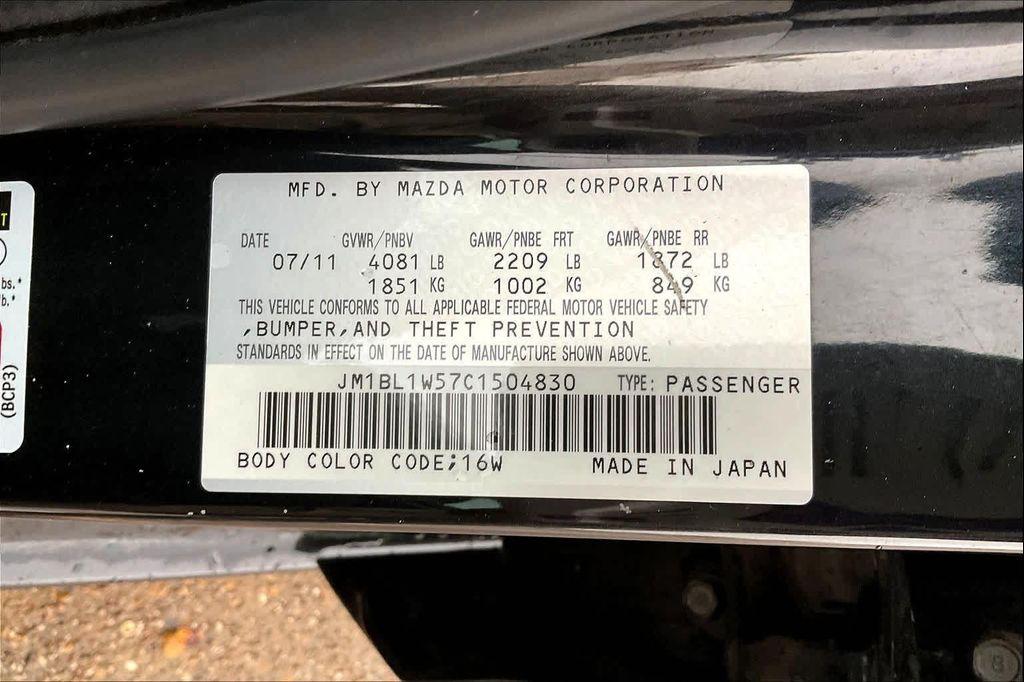 MFD. BY MAZDA MOTOR CORPORATION
DATE GVWR/PNBV GAWR/PNBE FRT GAWR/PNBE RR
07/11 4081 LB 2209 LB 1872 LB
1851 KG 1002 KG 849 KG
THIS VEHICLE CONFORMS TO ALL APPLICABLE FEDERAL MOTOR VEHICLE SAFETY
,BUMPER,AND THEFT PREVENTION
STANDARDS IN EFFECT ON THE DATE OF MANUFACTURE SHOWN ABOVE.
JM1BL1W57C1504830 TYPE: PASSENGER
BODY COLOR CODE;16W MADE IN JAPAN
T
bs.*
b.*
(BCP3)
8